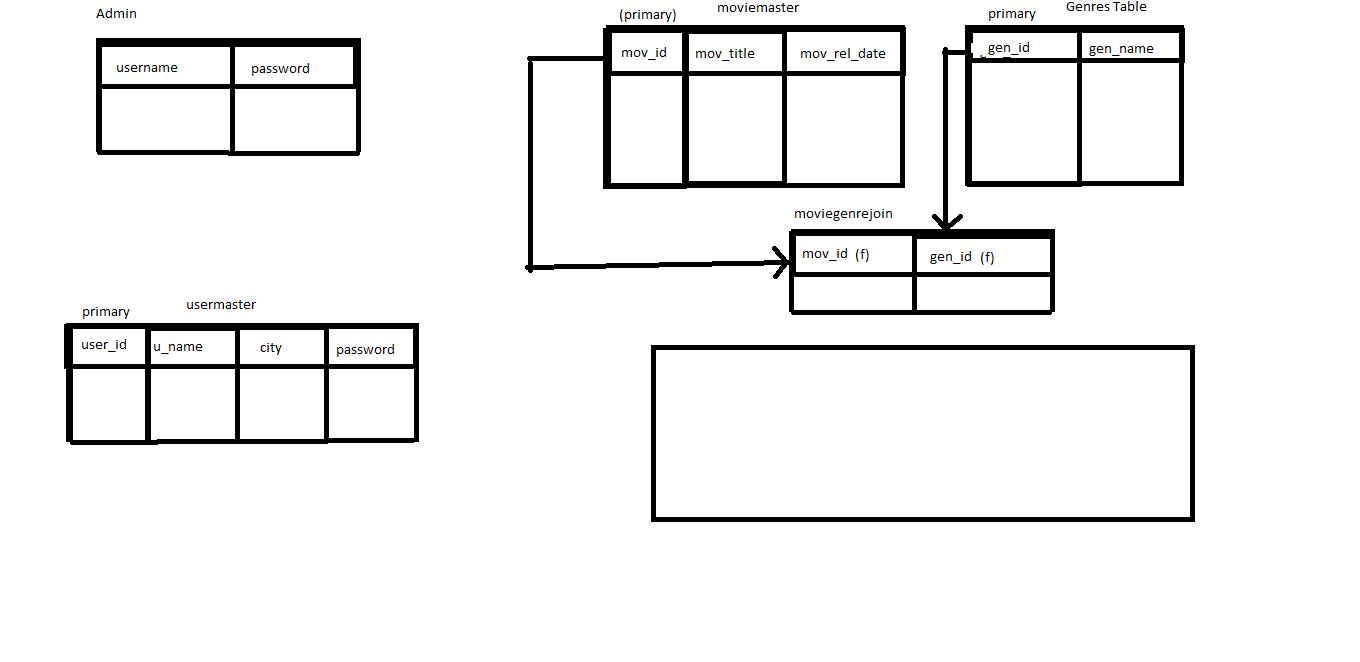 Admin
username password
(primary) moviemaster
mov_id mov_title mov_rel_date
primary Genres Table
gen_id gen_name
moviegenrejoin
mov_id (f) gen_id (f)
primary usermaster
user_id u_name city password